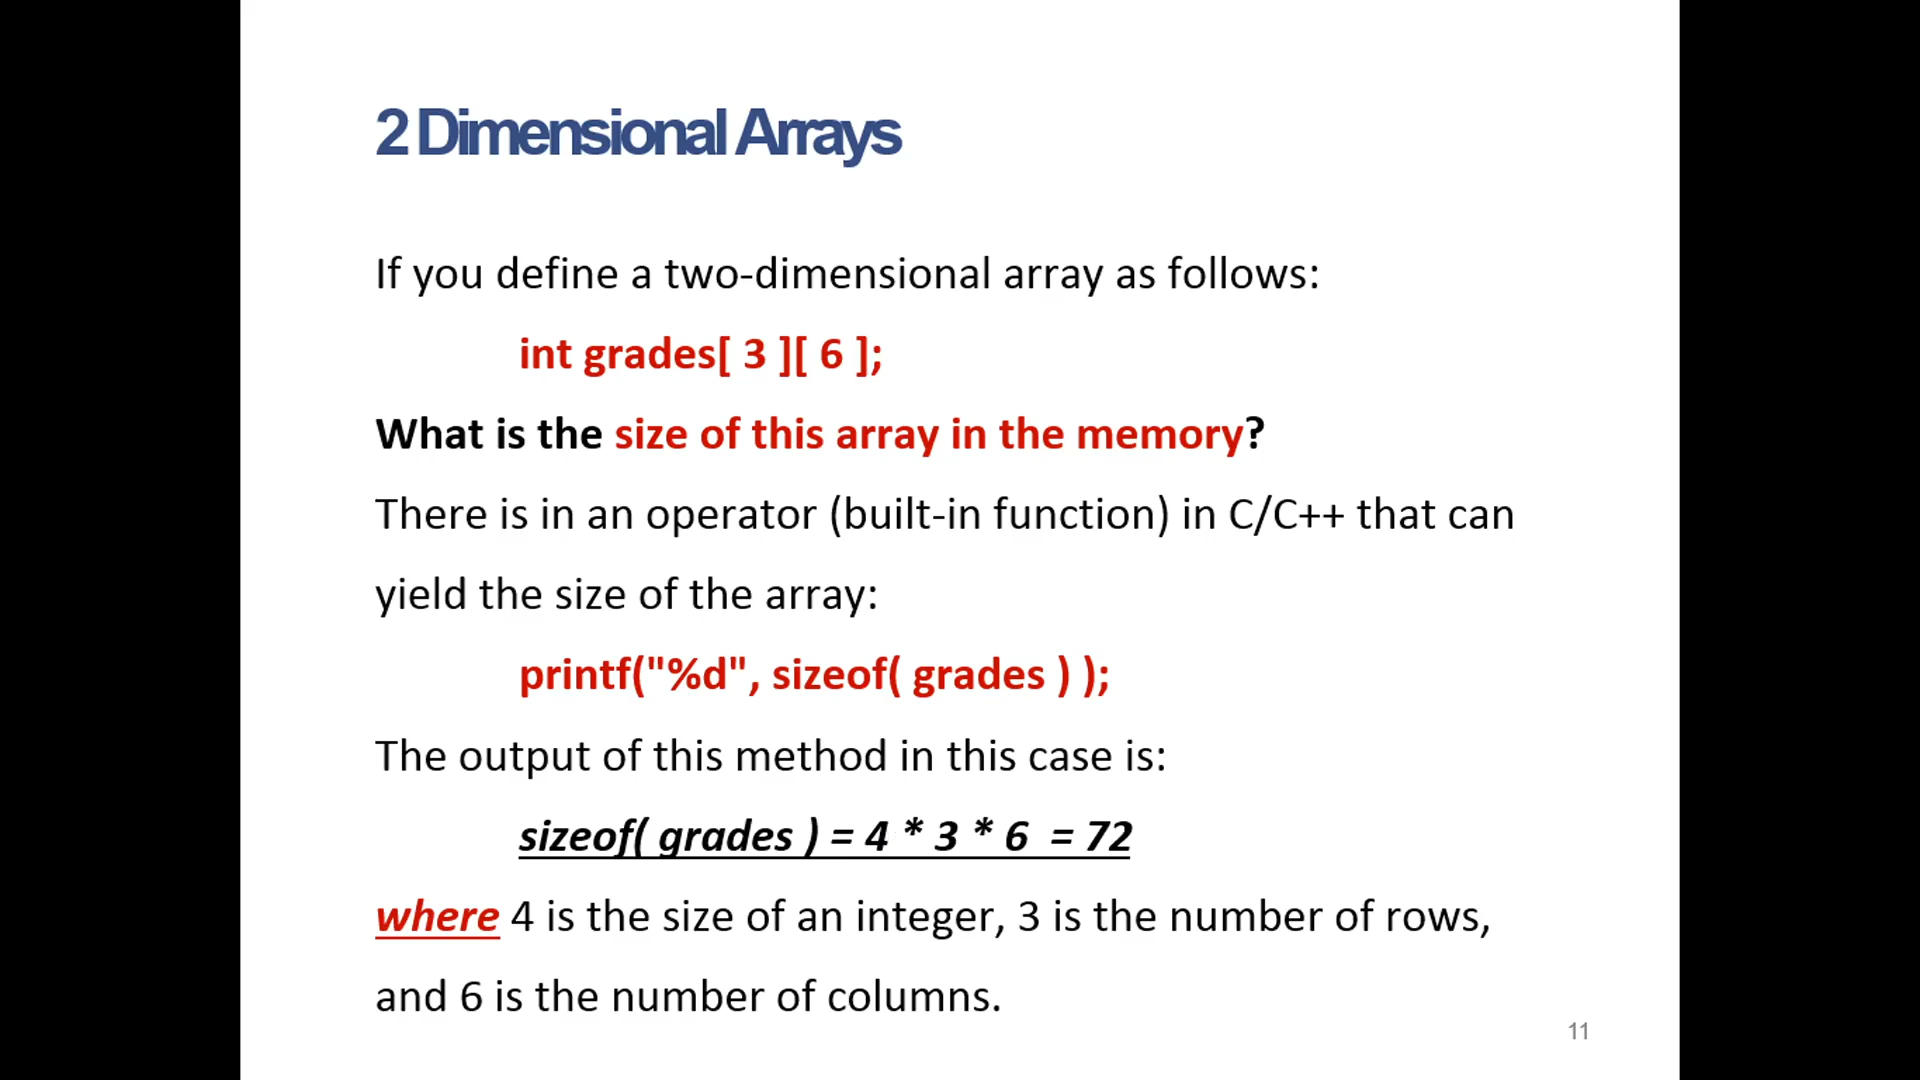 2 Dimensional Arrays
If you define a two-dimensional array as follows:
int grades[ 3 ][ 6 ];
What is the size of this array in the memory?
There is in an operator (built-in function) in C/C++ that can
yield the size of the array:
printf("%d", sizeof( grades ) );
The output of this method in this case is:
sizeof( grades ) = 4 * 3 * 6  = 72
where 4 is the size of an integer, 3 is the number of rows,
and 6 is the number of columns.
11